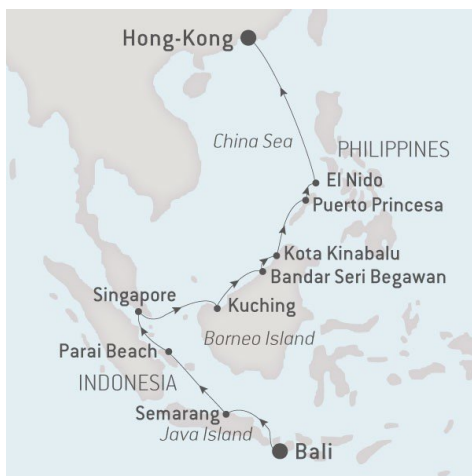 Hong-Kong
China Sea
PHILIPPINES
El Nido
Puerto Princesa
Kota Kinabalu
Bandar Seri Begawan
Singapore
Kuching
Borneo Island
Parai Beach
INDONESIA
Semarang
Java Island
Bali